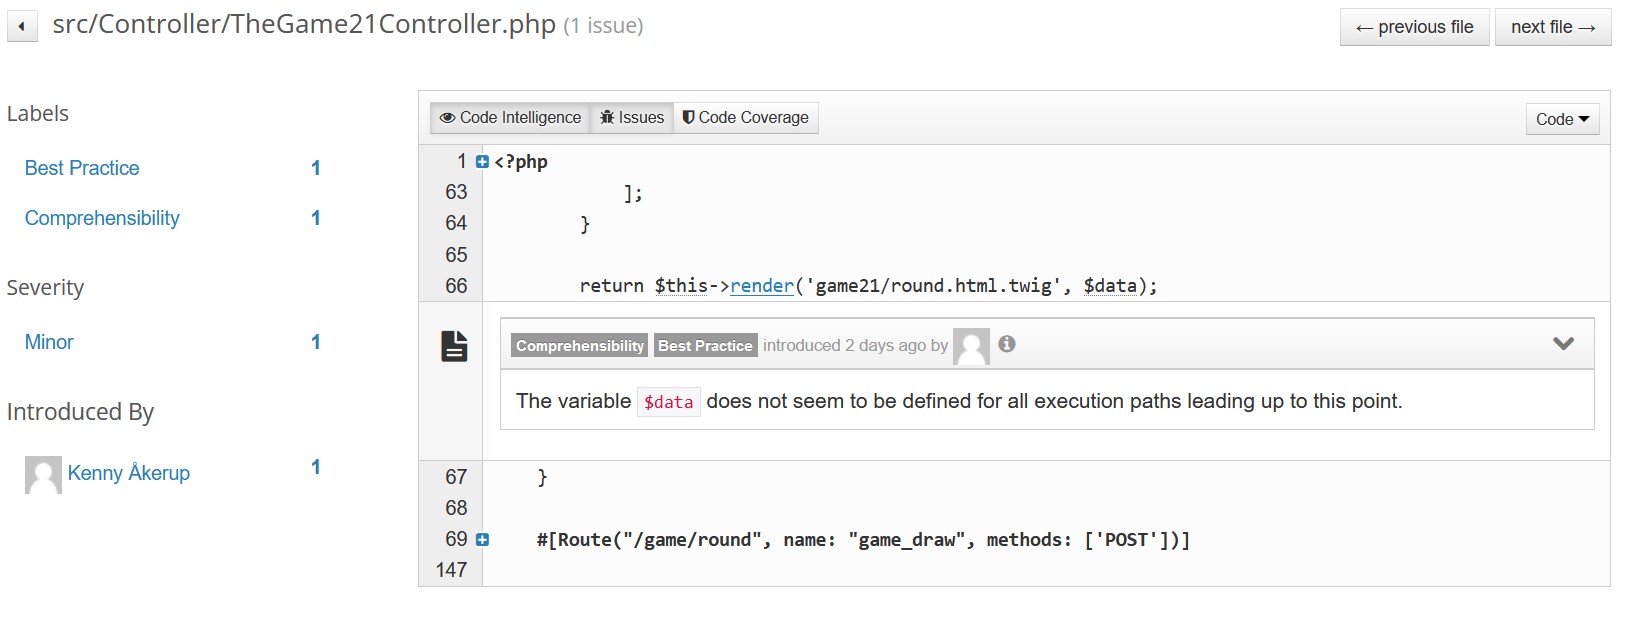 src/Controller/TheGame21Controller.php (1 issue)
← previous file
next file →
Labels
Best Practice 1
Comprehensibility 1
Severity
Minor 1
Introduced By
Kenny Åkerup 1
Code Intelligence
Issues
Code Coverage
Code
1 <?php
63             ];
64         }
65
66         return $this->render('game21/round.html.twig', $data);
Comprehensibility Best Practice introduced 2 days ago by
The variable $data does not seem to be defined for all execution paths leading up to this point.
67     }
68
69     #[Route("/game/round", name: "game_draw", methods: ['POST'])]
147